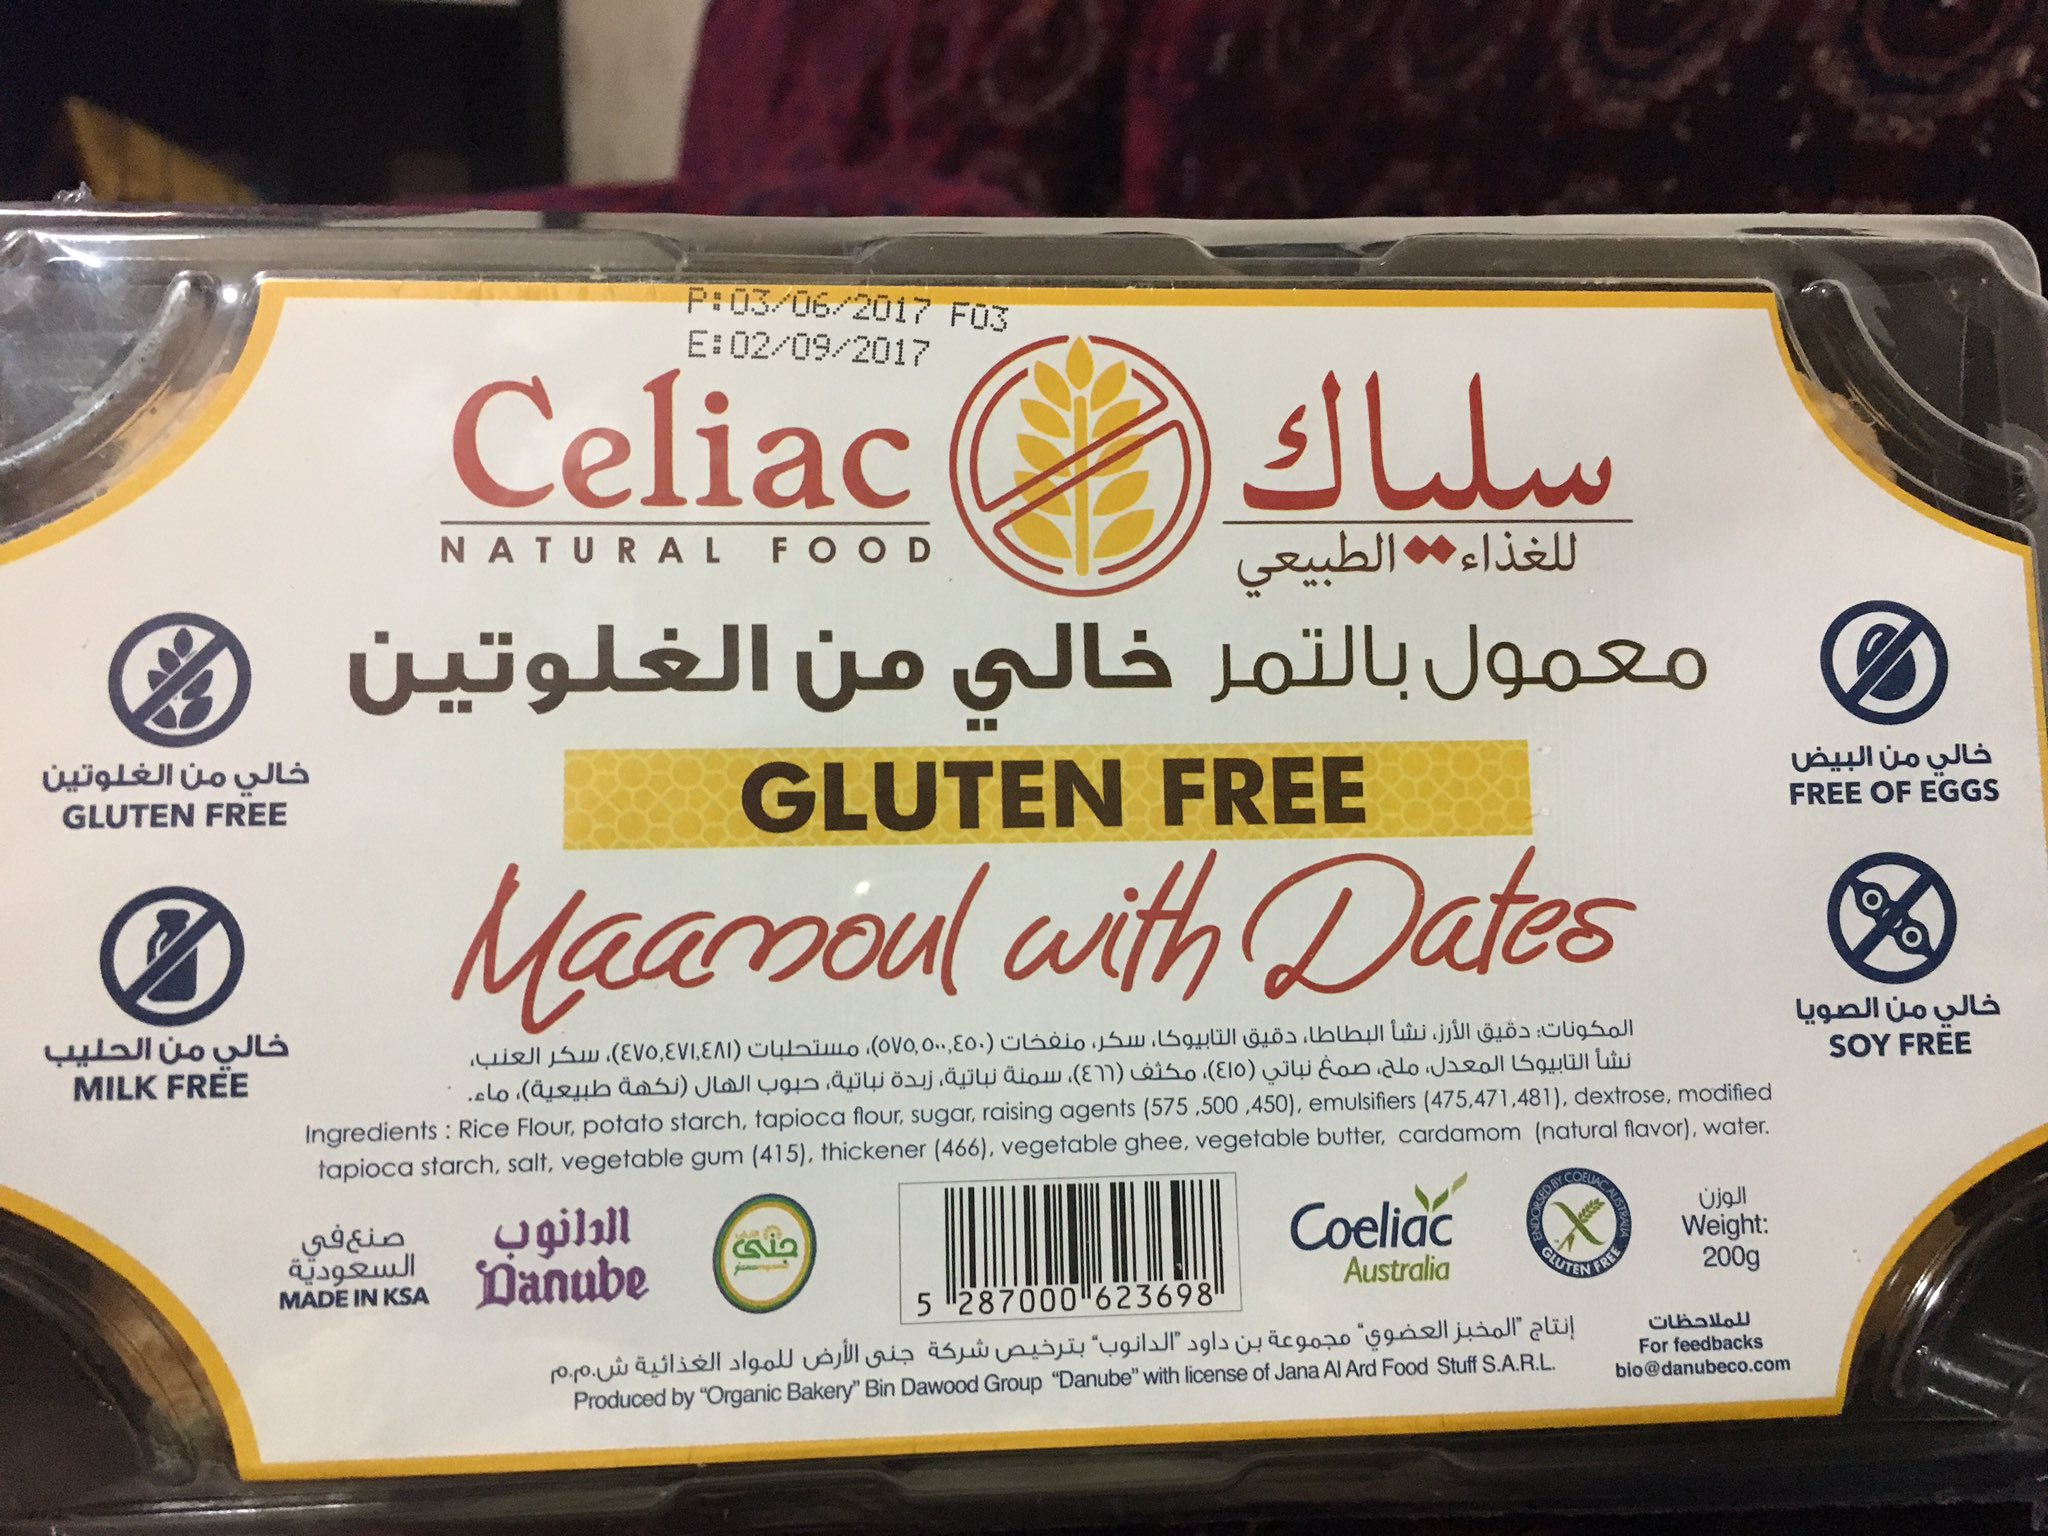 P:03/06/2017 F03
E:02/09/2017
Celiac
NATURAL FOOD
سلياك
للغذاء الطبيعي
معمول بالتمر خالي من الغلوتين
GLUTEN FREE
Maamoul with Dates
خالي من الغلوتين
GLUTEN FREE
خالي من الحليب
MILK FREE
خالي من البيض
FREE OF EGGS
خالي من الصويا
SOY FREE
المكونات: دقيق الأرز، نشأ البطاطا، دقيق التابيوكا، سكر، منفخات (٥٧٥,٥٠٠,٤٥٠)، مستحلبات (٤٧٥,٤٧١,٤٨١)، سكر العنب،
نشأ التابيوكا المعدل، ملح، صمغ نباتي (٤١٥)، مكثف (٤٦٦)، سمنة نباتية، زبدة نباتية، حبوب الهال (نكهة طبيعية)، ماء.
Ingredients : Rice Flour, potato starch, tapioca flour, sugar, raising agents (575 ,500 ,450), emulsifiers (475,471,481), dextrose, modified
tapioca starch, salt, vegetable gum (415), thickener (466), vegetable ghee, vegetable butter, cardamom (natural flavor), water.
صنع في
السعودية
MADE IN KSA
الدانوب
Danube
جنى
5 287000 623698
Coeliac
Australia
ENDORSED BY COELIAC AUSTRALIA
GLUTEN FREE
الوزن
Weight:
200g
إنتاج "المخبز العضوي" مجموعة بن داود "الدانوب" بترخيص شركة جنى الأرض للمواد الغذائية ش.م.م
Produced by “Organic Bakery” Bin Dawood Group “Danube” with license of Jana Al Ard Food Stuff S.A.R.L.
للملاحظات
For feedbacks
bio@danubeco.com